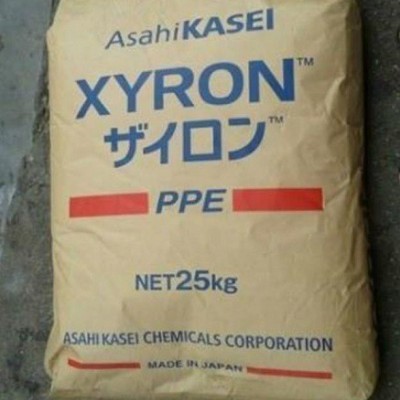 AsahiKASEI
XYRON™
ザイロン™
PPE
NET25kg
ASAHI KASEI CHEMICALS CORPORATION
MADE IN JAPAN